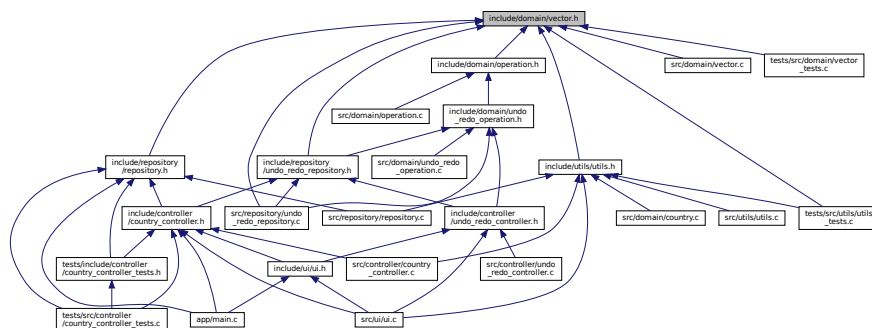 include/domain/vector.h
include/domain/operation.h
src/domain/vector.c
tests/src/domain/vector
_tests.c
src/domain/operation.c
include/domain/undo
_redo_operation.h
include/repository
/repository.h
include/repository
/undo_redo_repository.h
src/domain/undo_redo
_operation.c
include/utils/utils.h
include/controller
/country_controller.h
src/repository/undo
_redo_repository.c
src/repository/repository.c
include/controller
/undo_redo_controller.h
src/domain/country.c
src/utils/utils.c
tests/src/utils/utils
_tests.c
tests/include/controller
/country_controller_tests.h
include/ui/ui.h
src/controller/country
_controller.c
src/controller/undo
_redo_controller.c
tests/src/controller
/country_controller_tests.c
app/main.c
src/ui/ui.c